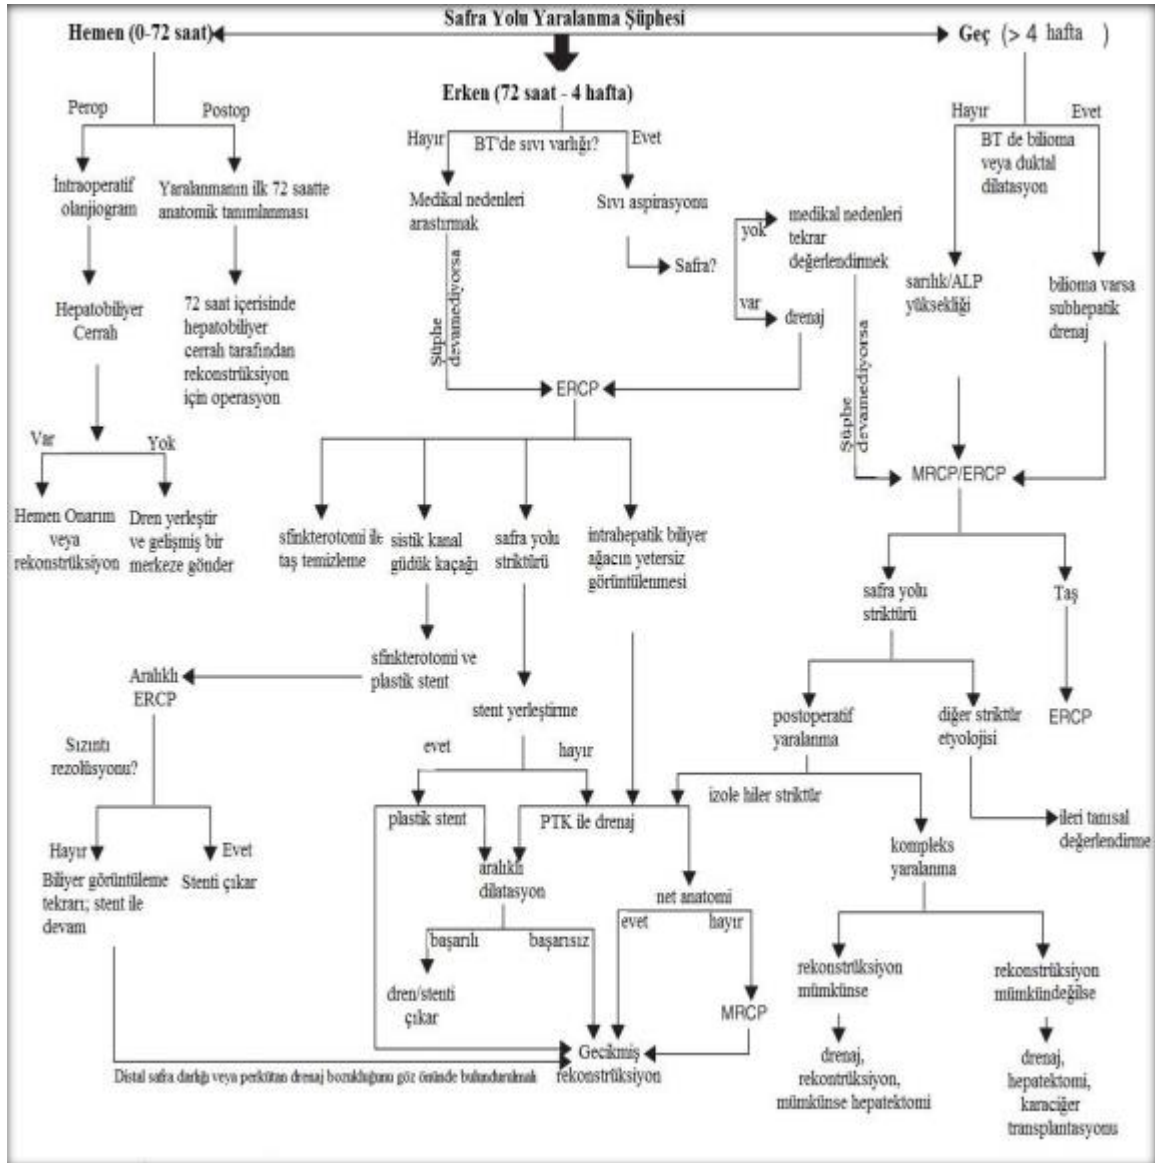 Safra Yolu Yaralanma Şüphesi
Hemen (0-72 saat)
Geç (> 4 hafta )
Erken (72 saat - 4 hafta)
Perop
Postop
Hayır
BT'de sıvı varlığı?
Evet
Hayır
Evet
BT de bilioma
veya duktal
dilatasyon
İntraoperatif
olanjiogram
Yaralanmanın ilk 72 saatte
anatomik tanımlanması
Medikal nedenleri
araştırmak
Sıvı aspirasyonu
Safra?
yok
var
medikal nedenleri
tekrar
değerlendirmek
drenaj
Hepatobiliyer
Cerrah
72 saat içerisinde
hepatobiliyer
cerrah tarafından
rekonstrüksiyon
için operasyon
Şüphe
devamediyorsa
sarılık/ALP
yüksekliği
bilioma varsa
subhepatik
drenaj
Şüphe
devamediyorsa
ERCP
MRCP/ERCP
Var
Yok
Hemen Onarım
veya
rekonstrüksiyon
Dren yerleştir
ve gelişmiş bir
merkeze gönder
sfinkterotomi ile
taş temizleme
sistik kanal
güdük kaçağı
safra yolu
striktürü
intrahepatik biliyer
ağacın yetersiz
görüntülenmesi
safra yolu
striktürü
Taş
sfinkterotomi ve
plastik stent
Aralıklı
ERCP
stent yerleştirme
postoperatif
yaralanma
diğer striktür
etyolojisi
ERCP
Sızıntı
rezolüsyonu?
evet
hayır
izole hiler striktür
plastik stent
PTK ile drenaj
ileri tanısal
değerlendirme
Hayır
Evet
Biliyer görüntüleme
tekrarı; stent ile
devam
Stenti çıkar
aralıklı
dilatasyon
net anatomi
kompleks
yaralanma
evet
hayır
başarılı
başarısız
dren/stenti
çıkar
MRCP
rekonstrüksiyon
mümkünse
rekonstrüksiyon
mümkündeğilse
Gecikmiş
rekonstrüksiyon
Distal safra darlığı veya perkütan drenaj bozukluğunu göz önünde bulundurulmalı
drenaj,
rekontrüksiyon,
mümkünse hepatektomi
drenaj,
hepatektomi,
karaciğer
transplantasyonu